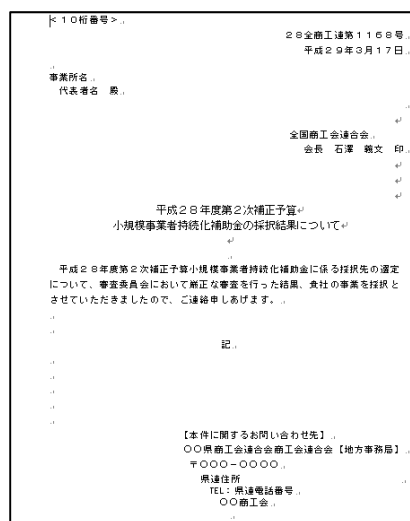 <10桁番号>
28全商工連第1168号
平成29年3月17日
事業所名
代表者名 殿
全国商工会連合会
会長 石澤 義文 印
平成28年度第2次補正予算
小規模事業者持続化補助金の採択結果について
平成28年度第2次補正予算小規模事業者持続化補助金に係る採択先の選定
について、審査委員会において厳正な審査を行った結果、貴社の事業を採択と
させていただきましたので、ご連絡申しあげます。
記
【本件に関するお問い合わせ先】
〇〇県商工会連合会商工会連合会【地方事務局】
〒〇〇〇-〇〇〇〇
県連住所
TEL:県連電話番号
〇〇商工会